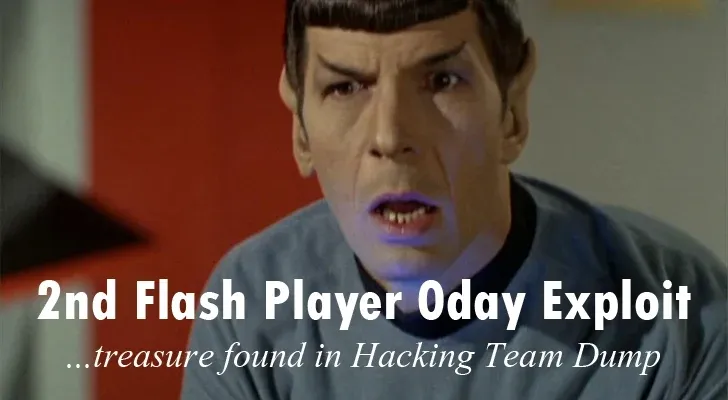 2nd Flash Player 0day Exploit
...treasure found in Hacking Team Dump